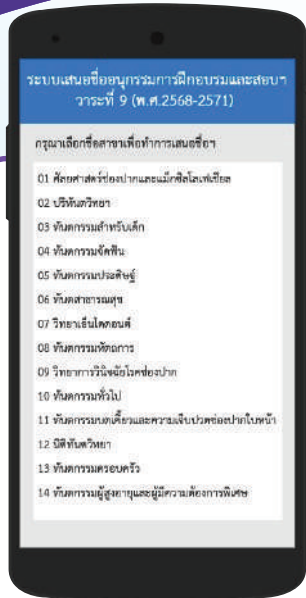 ระบบเสนอชื่ออนุกรรมการฝึกอบรมและสอบฯ
วาระที่ 9 (พ.ศ.2568-2571)
กรุณาเลือกชื่อสาขาเพื่อทำการเสนอชื่อฯ
01 ศัลยศาสตร์ช่องปากและแม็กซิลโลเฟเชียล
02 ปริทันตวิทยา
03 ทันตกรรมสำหรับเด็ก
04 ทันตกรรมจัดฟัน
05 ทันตกรรมประดิษฐ์
06 ทันตสาธารณสุข
07 วิทยาเอ็นโดดอนต์
08 ทันตกรรมหัตถการ
09 วิทยาการวินิจฉัยโรคช่องปาก
10 ทันตกรรมทั่วไป
11 ทันตกรรมบดเคี้ยวและความเจ็บปวดช่องปากใบหน้า
12 นิติทันตวิทยา
13 ทันตกรรมครอบครัว
14 ทันตกรรมผู้สูงอายุและผู้มีความต้องการพิเศษ